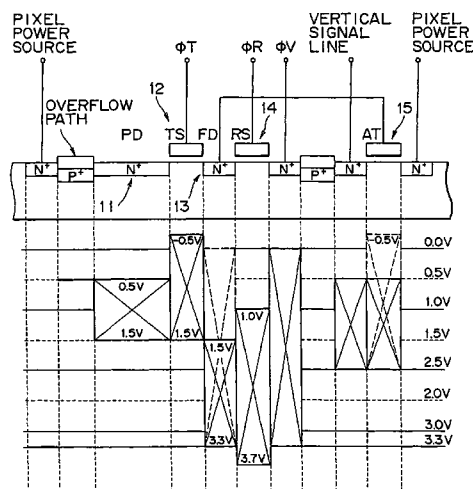 PIXEL POWER SOURCE
VERTICAL SIGNAL LINE
PIXEL POWER SOURCE
ΦT ΦR ΦV
OVERFLOW PATH
12 14 15
PD TS FD RS AT
N+ P+ N+ N+ N+ P+ N+ N+
11 13
-0.5V -0.5V 0.0V
0.5V 0.5V
1.0V 1.0V
1.5V 1.5V 1.5V 1.5V
2.5V
2.0V
3.0V
3.3V 3.3V
3.7V